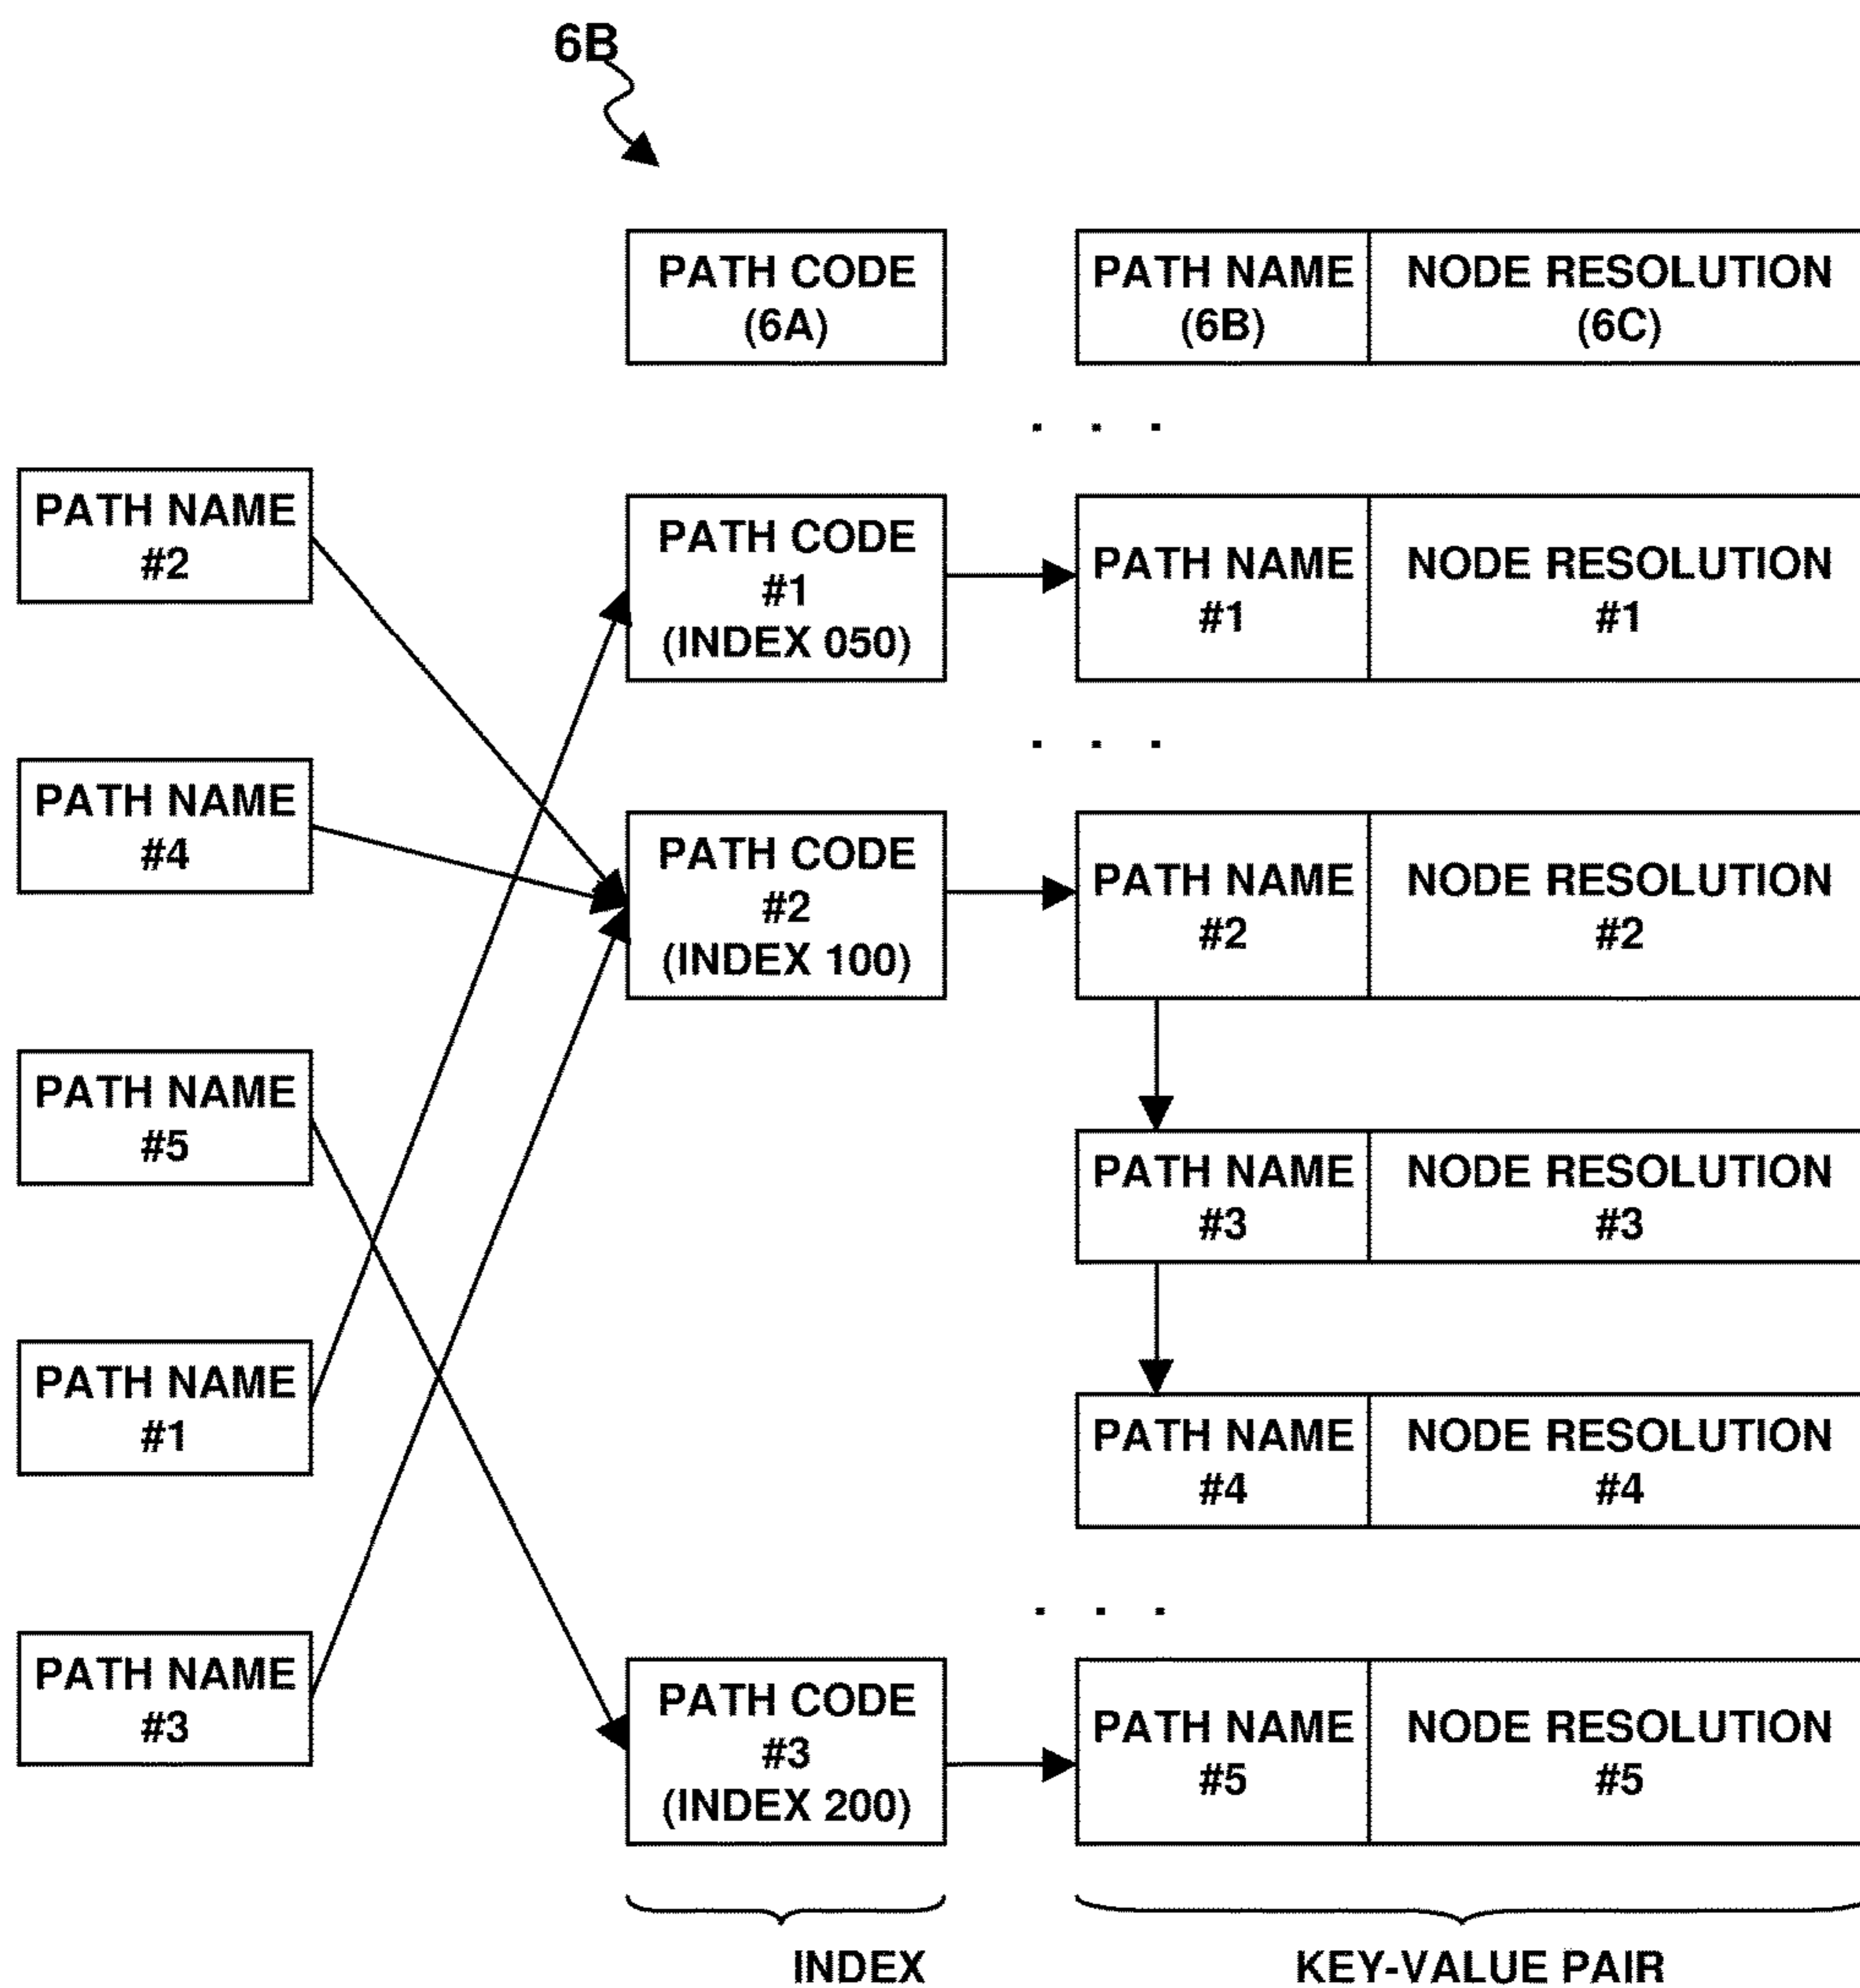 6B
PATH CODE
(6A)
PATH NAME
(6B)
NODE RESOLUTION
(6C)
. . .
PATH NAME
#2
PATH CODE
#1
(INDEX 050)
PATH NAME
#1
NODE RESOLUTION
#1
. . .
PATH NAME
#4
PATH CODE
#2
(INDEX 100)
PATH NAME
#2
NODE RESOLUTION
#2
PATH NAME
#5
PATH NAME
#3
NODE RESOLUTION
#3
PATH NAME
#1
PATH NAME
#4
NODE RESOLUTION
#4
. . .
PATH NAME
#3
PATH CODE
#3
(INDEX 200)
PATH NAME
#5
NODE RESOLUTION
#5
INDEX
KEY-VALUE PAIR